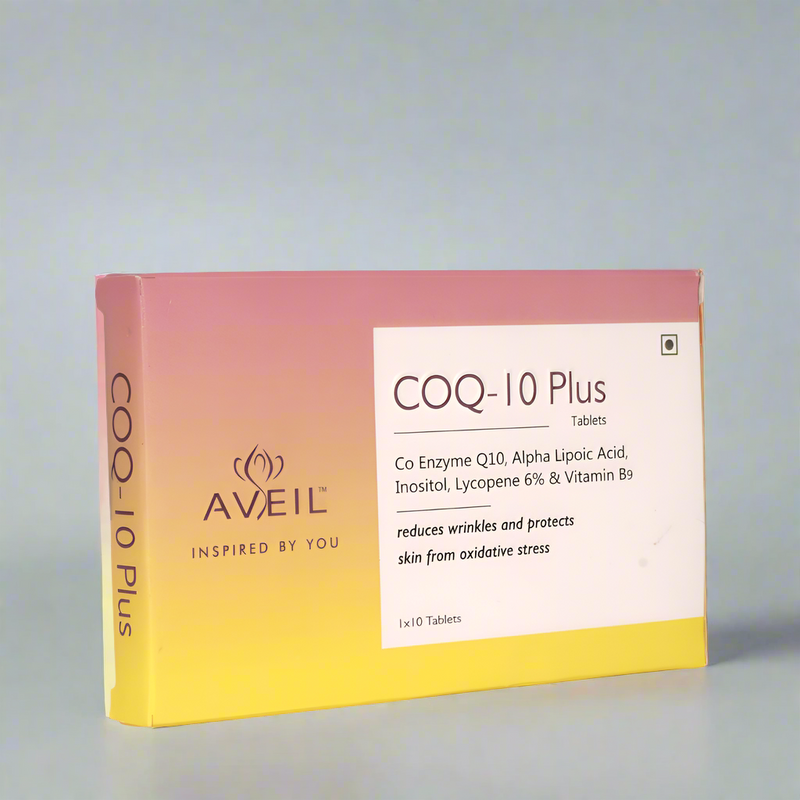 COQ-10 Plus
AVEIL™
INSPIRED BY YOU
COQ-10 Plus
Tablets
Co Enzyme Q10, Alpha Lipoic Acid,
Inositol, Lycopene 6% & Vitamin B9
reduces wrinkles and protects
skin from oxidative stress
1x10 Tablets